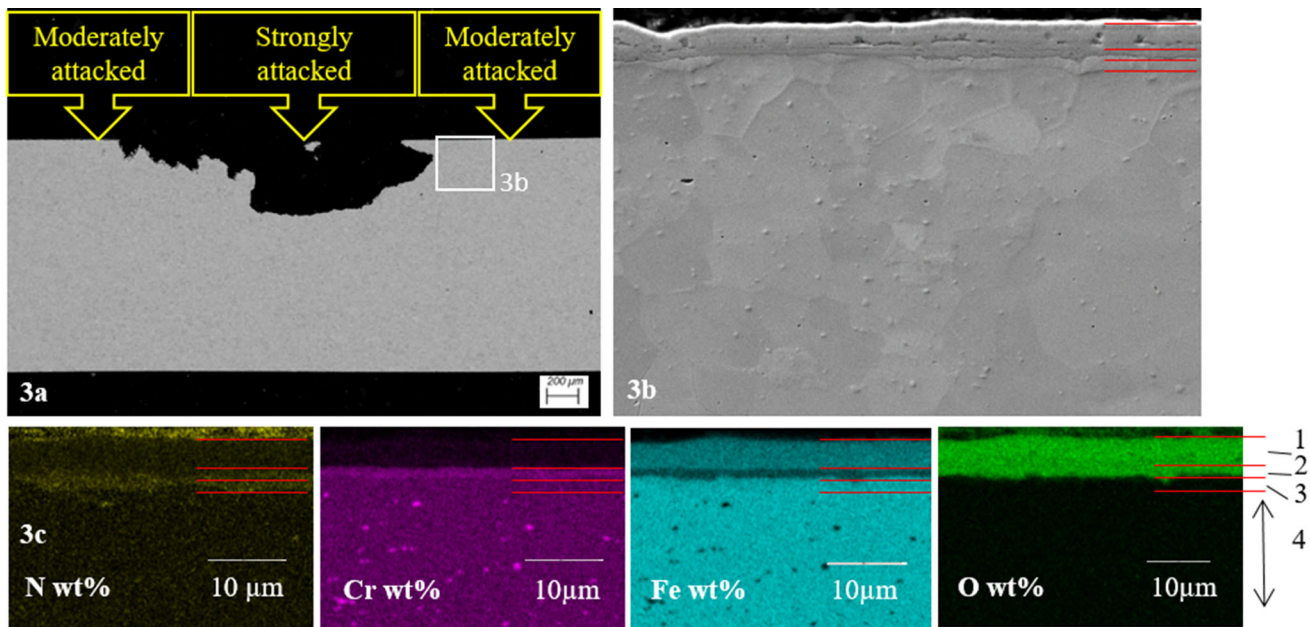 Moderately
attacked
Strongly
attacked
Moderately
attacked
3b
3a
200 µm
3b
3c
N wt%
10 µm
Cr wt%
10µm
Fe wt%
10µm
O wt%
10µm
1
2
3
4